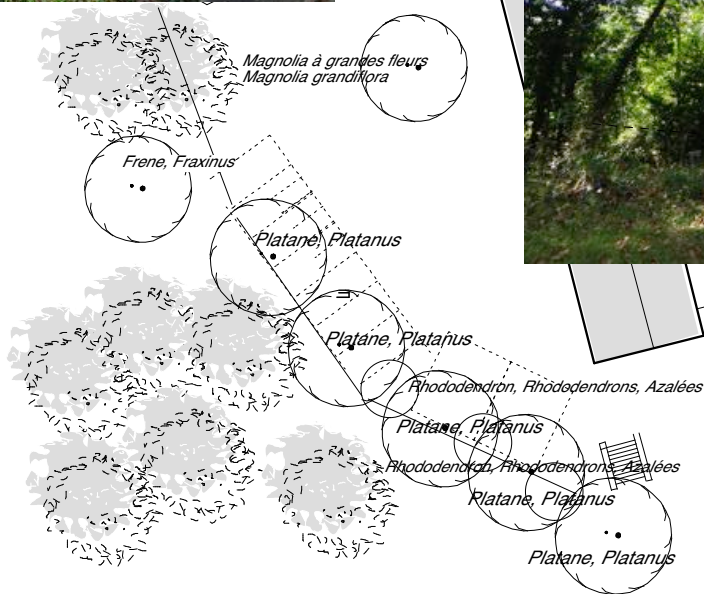 Magnolia à grandes fleurs
Magnolia grandiflora
Frene, Fraxinus
Platane, Platanus
Platane, Platanus
Rhododendron, Rhododendrons, Azalées
Platane, Platanus
Rhododendron, Rhododendrons, Azalées
Platane, Platanus
Platane, Platanus